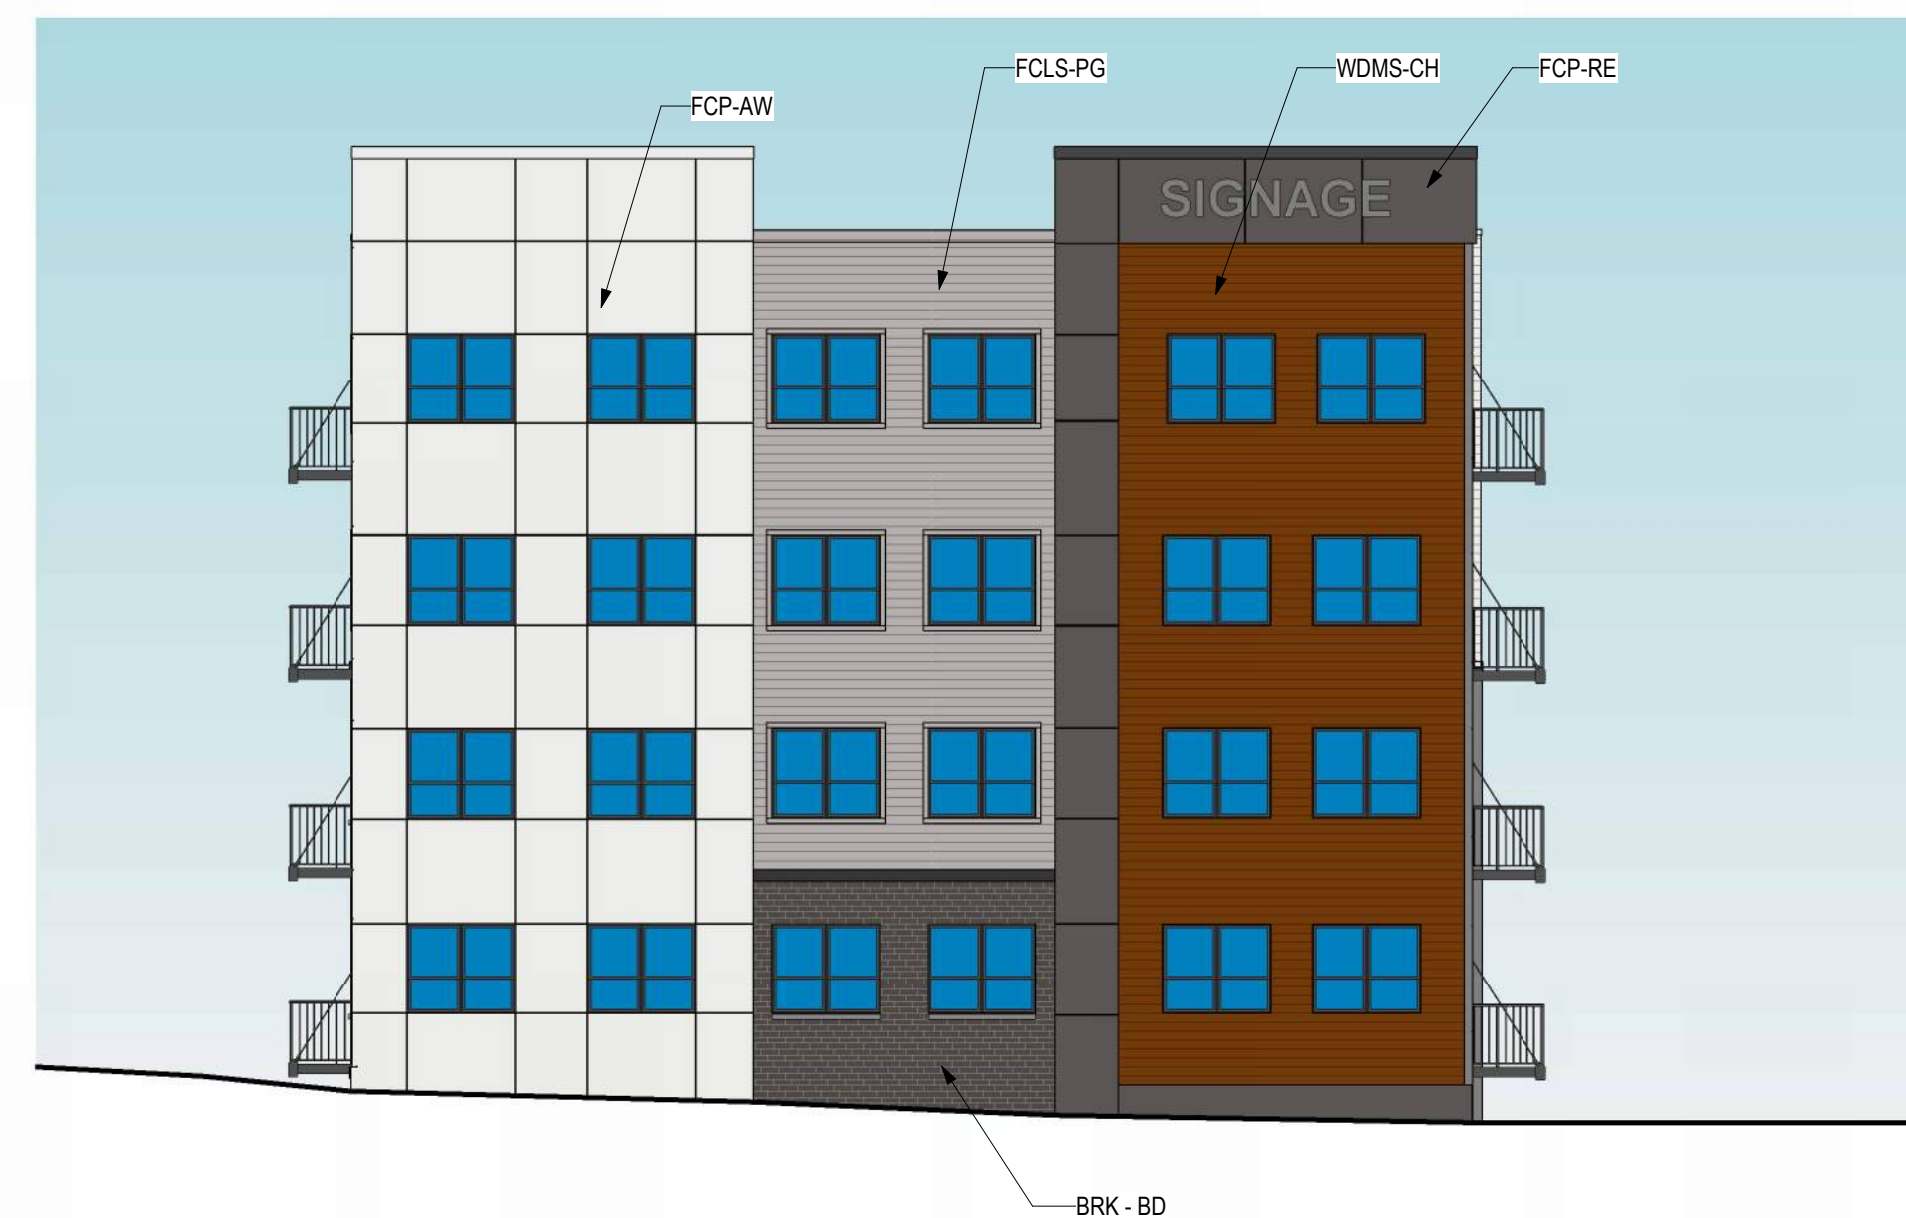 FCLS-PG
WDMS-CH
FCP-RE
FCP-AW
SIGNAGE
BRK - BD